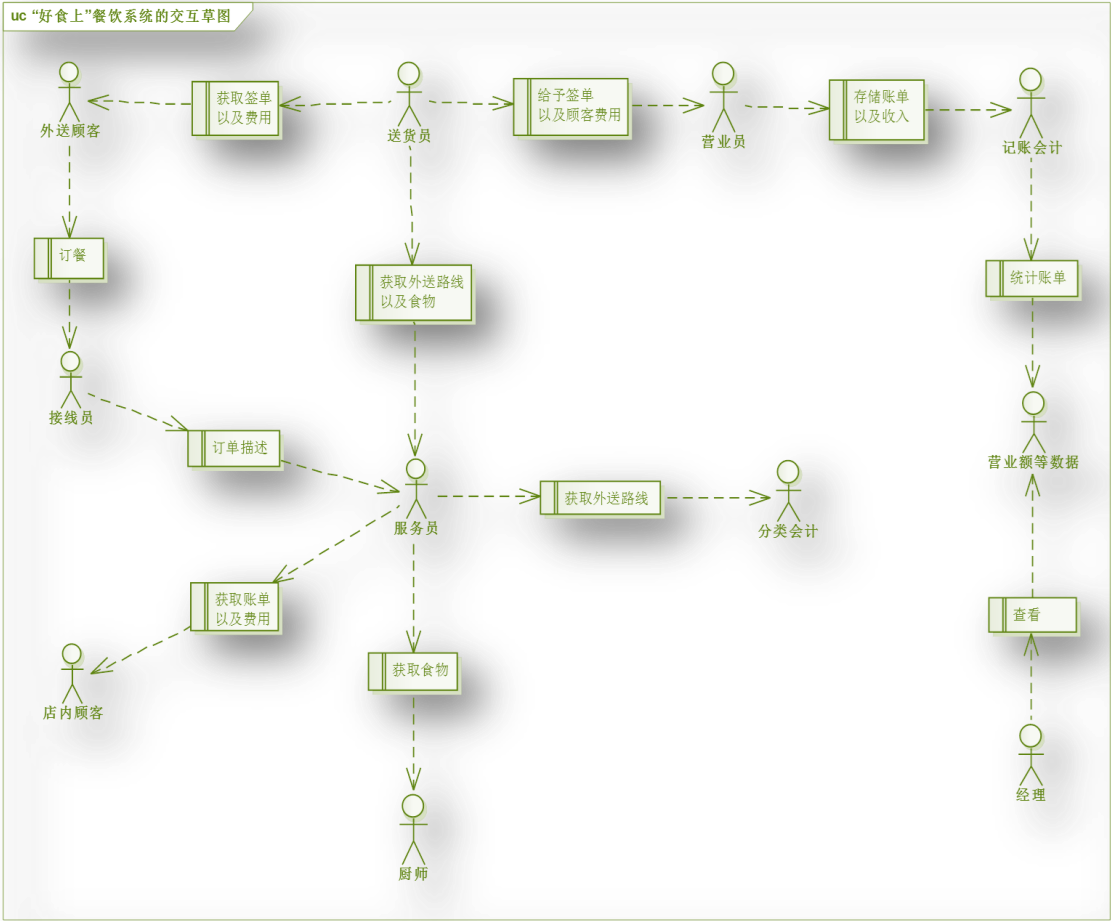 uc “好食上”餐饮系统的交互草图
外送顾客
获取签单
以及费用
送货员
给予签单
以及顾客费用
营业员
存储账单
以及收入
记账会计
订餐
获取外送路线
以及食物
统计账单
接线员
订单描述
服务员
获取外送路线
分类会计
营业额等数据
获取账单
以及费用
查看
店内顾客
获取食物
经理
厨师